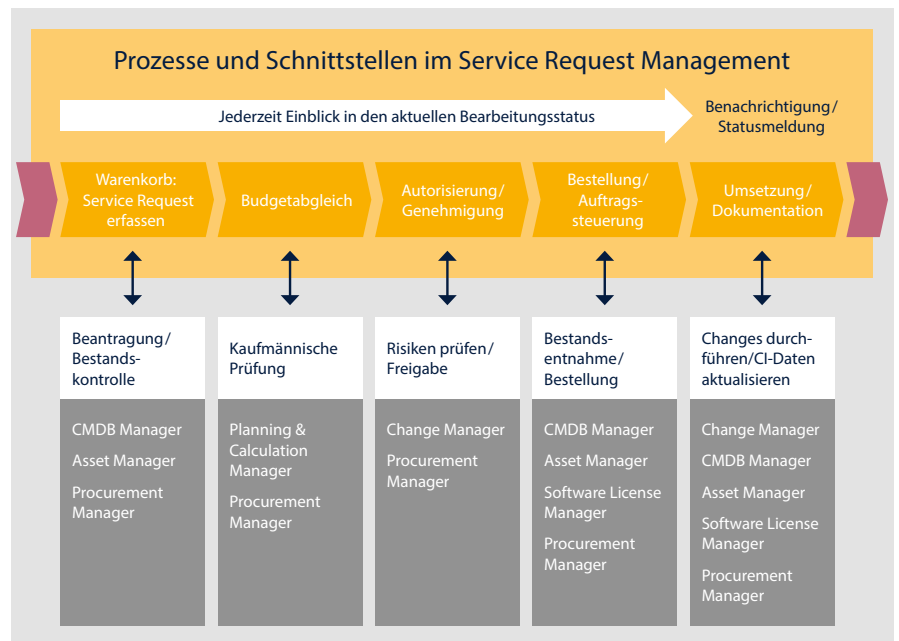 Prozesse und Schnittstellen im Service Request Management
Jederzeit Einblick in den aktuellen Bearbeitungsstatus
Benachrichtigung/
Statusmeldung
Warenkorb:
Service Request
erfassen
Budgetabgleich
Autorisierung/
Genehmigung
Bestellung/
Auftrags-
steuerung
Umsetzung/
Dokumentation
Beantragung/
Bestands-
kontrolle
CMDB Manager
Asset Manager
Procurement
Manager
Kaufmännische
Prüfung
Planning &
Calculation
Manager
Procurement
Manager
Risiken prüfen/
Freigabe
Change Manager
Procurement
Manager
Bestands-
entnahme/
Bestellung
CMDB Manager
Asset Manager
Software License
Manager
Procurement
Manager
Changes durch-
führen/CI-Daten
aktualisieren
Change Manager
CMDB Manager
Asset Manager
Software License
Manager
Procurement
Manager